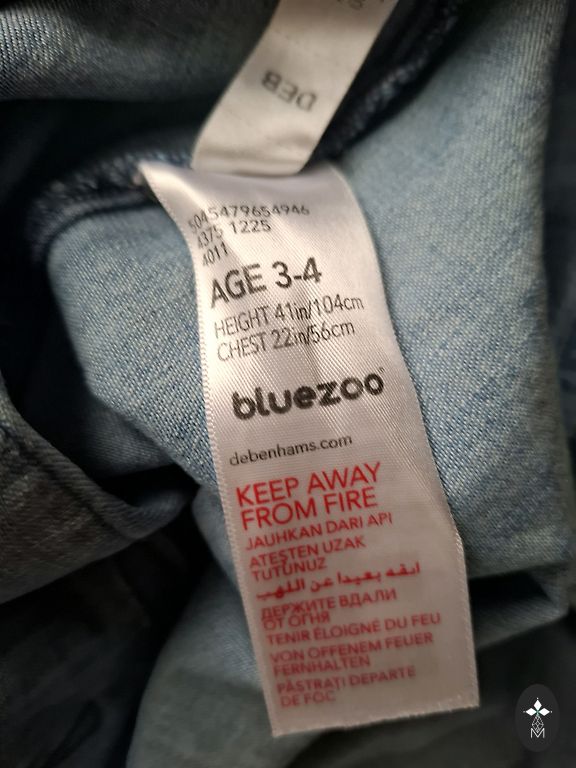 DEB
5045479654946
4375 1225
4011
AGE 3-4
HEIGHT 41in/104cm
CHEST 22in/56cm
bluezoo
debenhams.com
KEEP AWAY
FROM FIRE
JAUHKAN DARI API
ATEŞTEN UZAK
TUTUNUZ
ابقه بعيدا عن اللهب
ДЕРЖИТЕ ВДАЛИ
ОТ ОГНЯ
TENIR ÉLOIGNÉ DU FEU
VON OFFENEM FEUER
FERNHALTEN
PĂSTRAȚI DEPARTE
DE FOC
M